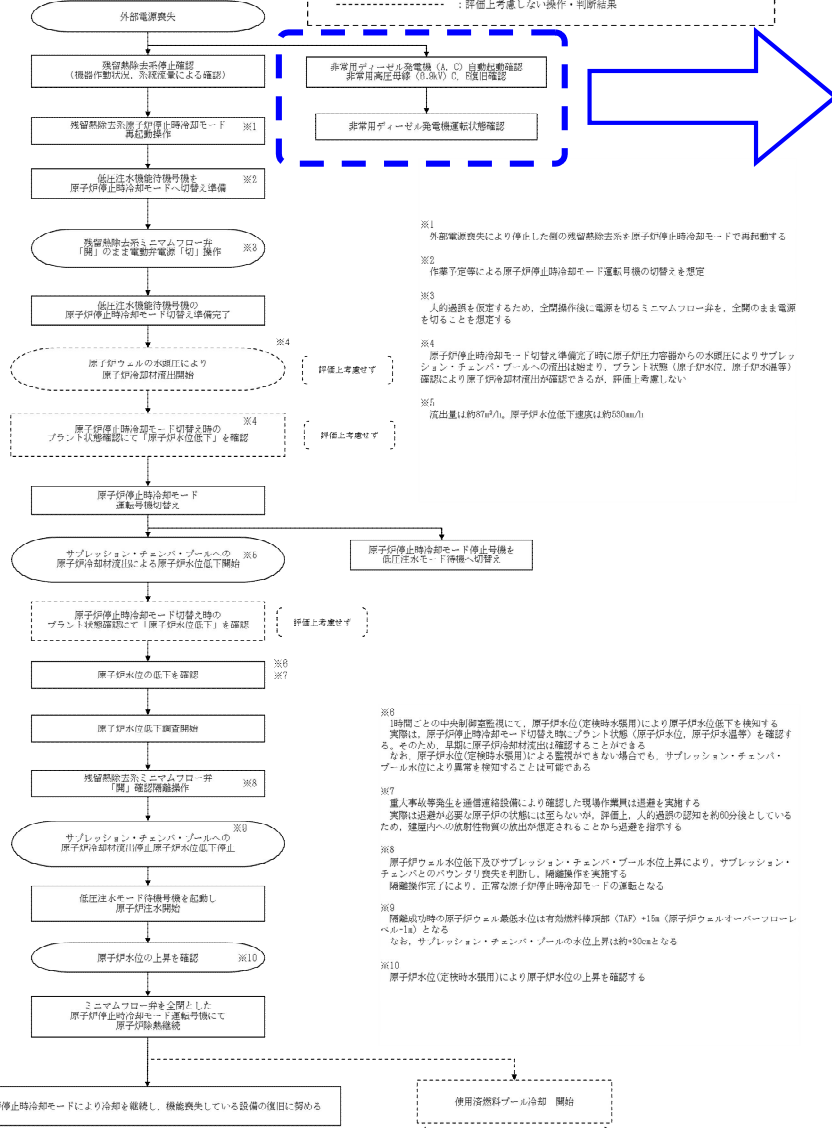 : 評価上考慮しない操作・判断結果
外部電源喪失
残留熱除去系停止確認
(機器作動状況、系統流量による確認)
非常用ディーゼル発電機 (A, C) 自動起動確認
非常用高圧母線 (6.9kV) C, E復旧確認
残留熱除去系原子炉停止時冷却モード
再起動操作
※1
非常用ディーゼル発電機運転状態確認
低圧注水機能待機号機を
原子炉停止時冷却モードへ切替え準備
※2
残留熱除去系ミニマムフロー弁
「開」のまま電動弁電源「切」操作
※3
低圧注水機能待機号機の
原子炉停止時冷却モード切替え準備完了
※4
原子炉ウェルの水頭圧により
原子炉冷却材流出開始
評価上考慮せず
※4
原子炉停止時冷却モード切替え時の
プラント状態確認にて「原子炉水位低下」を確認
評価上考慮せず
原子炉停止時冷却モード
運転号機切替え
サプレッション・チェンバ・プールへの
原子炉冷却材流出による原子炉水位低下開始
※5
原子炉停止時冷却モード停止号機を
低圧注水モード待機へ切替え
原子炉停止時冷却モード切替え時の
プラント状態確認にて「原子炉水位低下」を確認
評価上考慮せず
原子炉水位の低下を確認
※6
※7
原子炉水位低下調査開始
残留熱除去系ミニマムフロー弁
「開」確認隔離操作
※8
※9
サプレッション・チェンバ・プールへの
原子炉冷却材流出停止原子炉水位低下停止
低圧注水モード待機号機を起動し
原子炉注水開始
原子炉水位の上昇を確認
※10
ミニマムフロー弁を全閉とした
原子炉停止時冷却モード運転号機にて
原子炉除熱継続
停止時冷却モードにより冷却を継続し、機能喪失している設備の復旧に努める
使用済燃料プール冷却 開始
※1
外部電源喪失により停止した側の残留熱除去系を原子炉停止時冷却モードで再起動する
※2
作業予定等による原子炉停止時冷却モード運転号機の切替えを想定
※3
人的過誤を仮定するため、全閉操作後に電源を切るミニマムフロー弁を、全開のまま電源
を切ることを想定する
※4
原子炉停止時冷却モード切替え準備完了時に原子炉圧力容器からの水頭圧によりサプレッ
ション・チェンバ・プールへの流出は始まり、プラント状態（原子炉水位、原子炉水温等）
確認により原子炉冷却材流出が確認できるが、評価上考慮しない
※5
流出量は約87m³/h。原子炉水位低下速度は約530mm/h
※6
1時間ごとの中央制御室監視にて、原子炉水位(定検時水張用)により原子炉水位低下を検知する
実際は、原子炉停止時冷却モード切替え時にプラント状態（原子炉水位、原子炉水温等）を確認す
る。そのため、早期に原子炉冷却材流出は確認することができる
なお、原子炉水位(定検時水張用)による監視ができない場合でも、サプレッション・チェンバ・
プール水位により異常を検知することは可能である
※7
重大事故等発生を通信連絡設備により確認した現場作業員は退避を実施する
実際は退避が必要な原子炉の状態には至らないが、評価上、人的過誤の認知を約60分後としている
ため、建屋内への放射性物質の放出が想定されることから退避を指示する
※8
原子炉ウェル水位低下及びサプレッション・チェンバ・プール水位上昇により、サプレッション・
チェンバとのバウンダリ喪失を判断し、隔離操作を実施する
隔離操作完了により、正常な原子炉停止時冷却モードの運転となる
※9
隔離成功時の原子炉ウェル最低水位は有効燃料棒頂部（TAF）+15m（原子炉ウェルオーバーフローレ
ベル-1m）となる
なお、サプレッション・チェンバ・プールの水位上昇は約+30cmとなる
※10
原子炉水位(定検時水張用)により原子炉水位の上昇を確認する